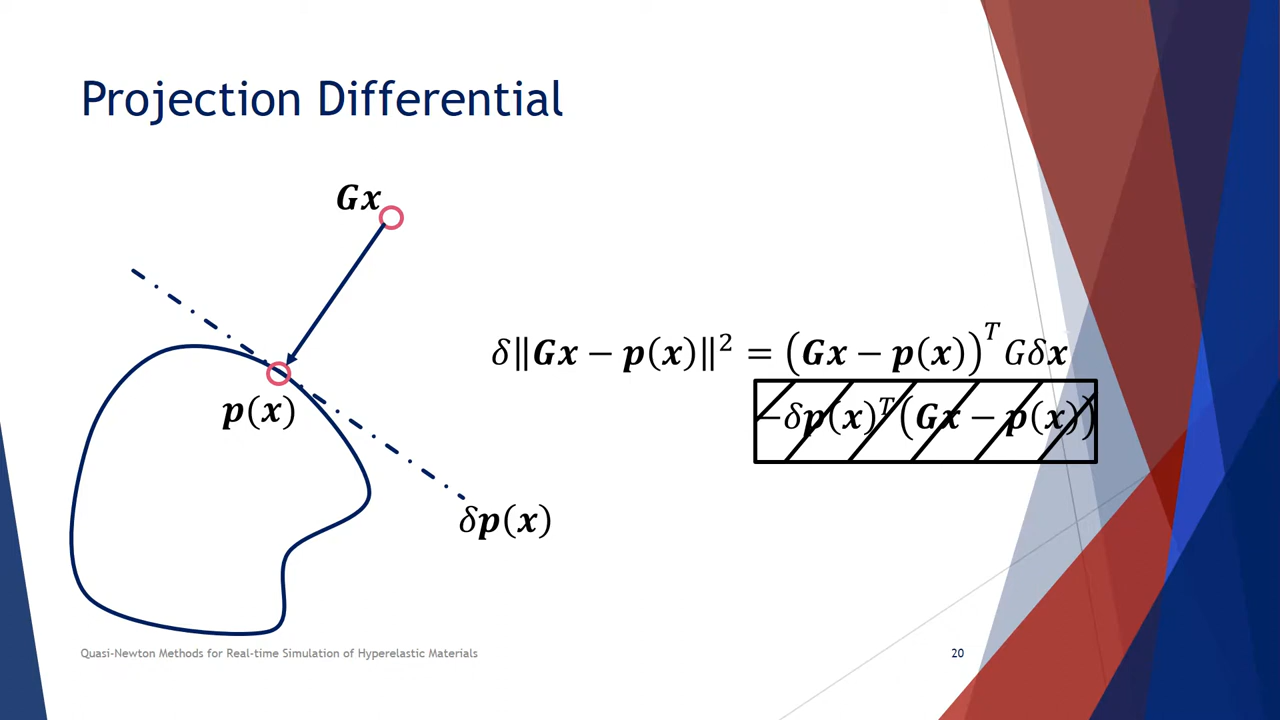 Projection Differential
𝑮𝒙
𝛿‖𝑮𝒙 − 𝒑(𝒙)‖² = (𝑮𝒙 − 𝒑(𝒙))ᵀ 𝐺𝛿𝒙
−𝛿𝒑(𝒙)ᵀ(𝑮𝒙 − 𝒑(𝒙))
𝒑(𝒙)
𝛿𝒑(𝒙)
Quasi-Newton Methods for Real-time Simulation of Hyperelastic Materials
20